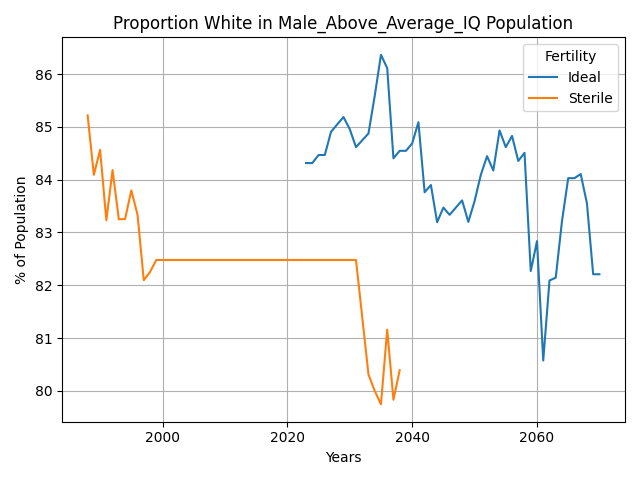 Proportion White in Male_Above_Average_IQ Population
Fertility
Ideal
Sterile
% of Population
86
85
84
83
82
81
80
2000
2020
2040
2060
Years